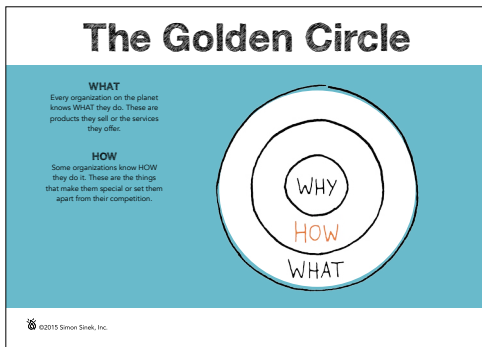 The Golden Circle
WHAT
Every organization on the planet
knows WHAT they do. These are
products they sell or the services
they offer.
HOW
Some organizations know HOW
they do it. These are the things
that make them special or set them
apart from their competition.
WHY
HOW
WHAT
©2015 Simon Sinek, Inc.